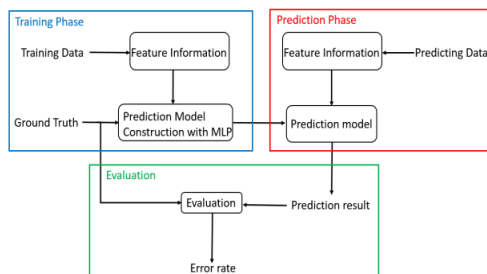 Training Phase
Prediction Phase
Training Data
Feature Information
Feature Information
Predicting Data
Ground Truth
Prediction Model
Construction with MLP
Prediction model
Evaluation
Evaluation
Prediction result
Error rate